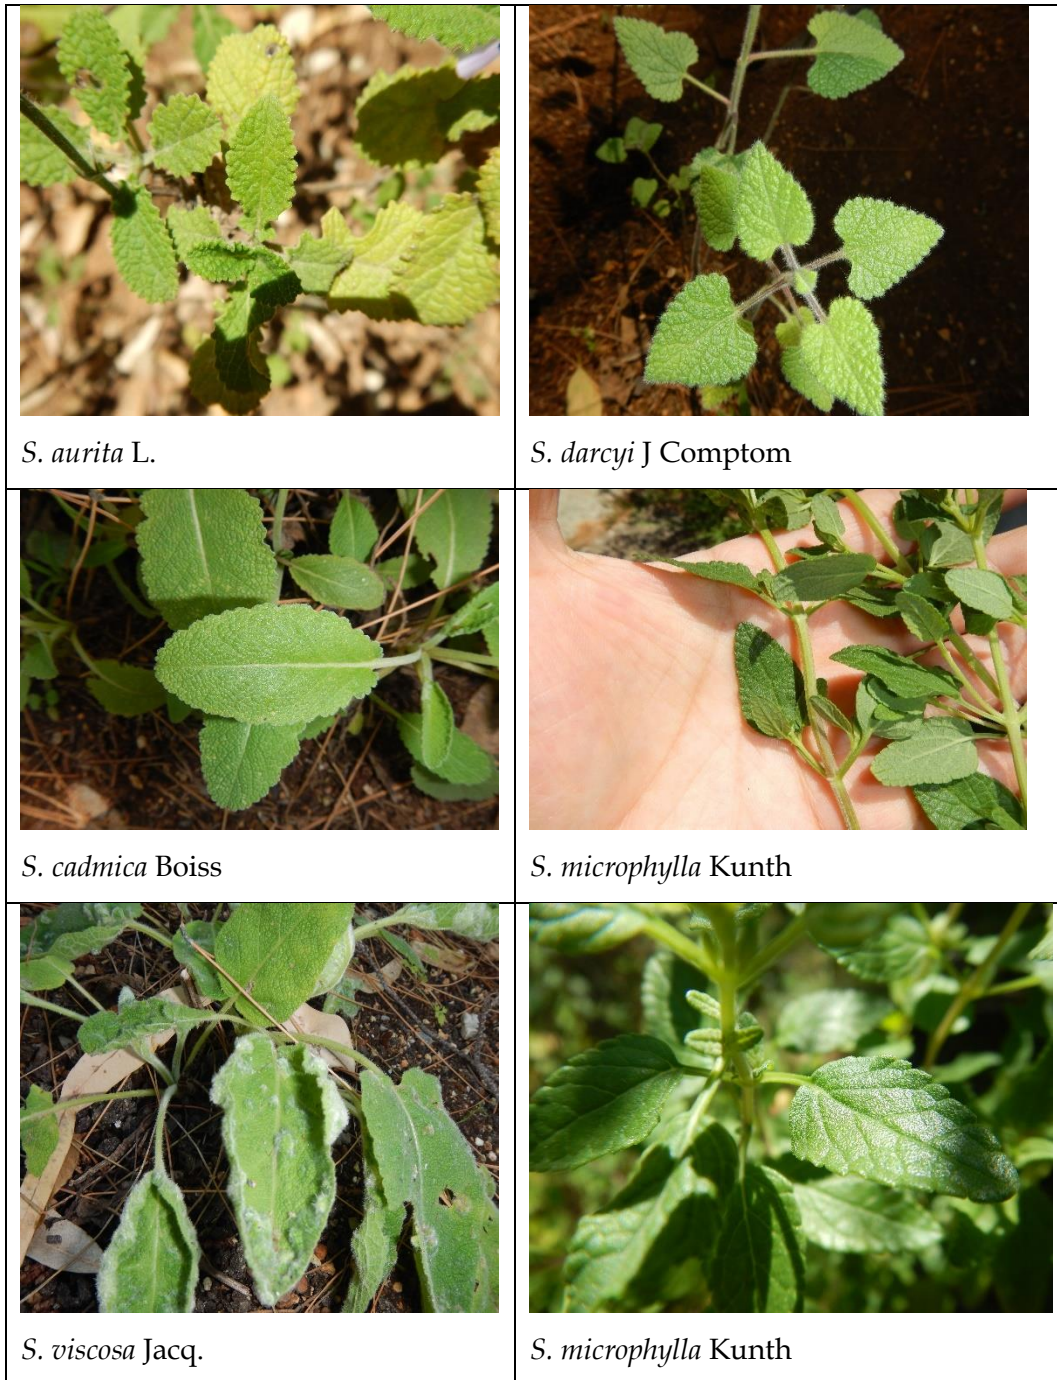 S. aurita L.
S. darcyi J Comptom
S. cadmica Boiss
S. microphylla Kunth
S. viscosa Jacq.
S. microphylla Kunth